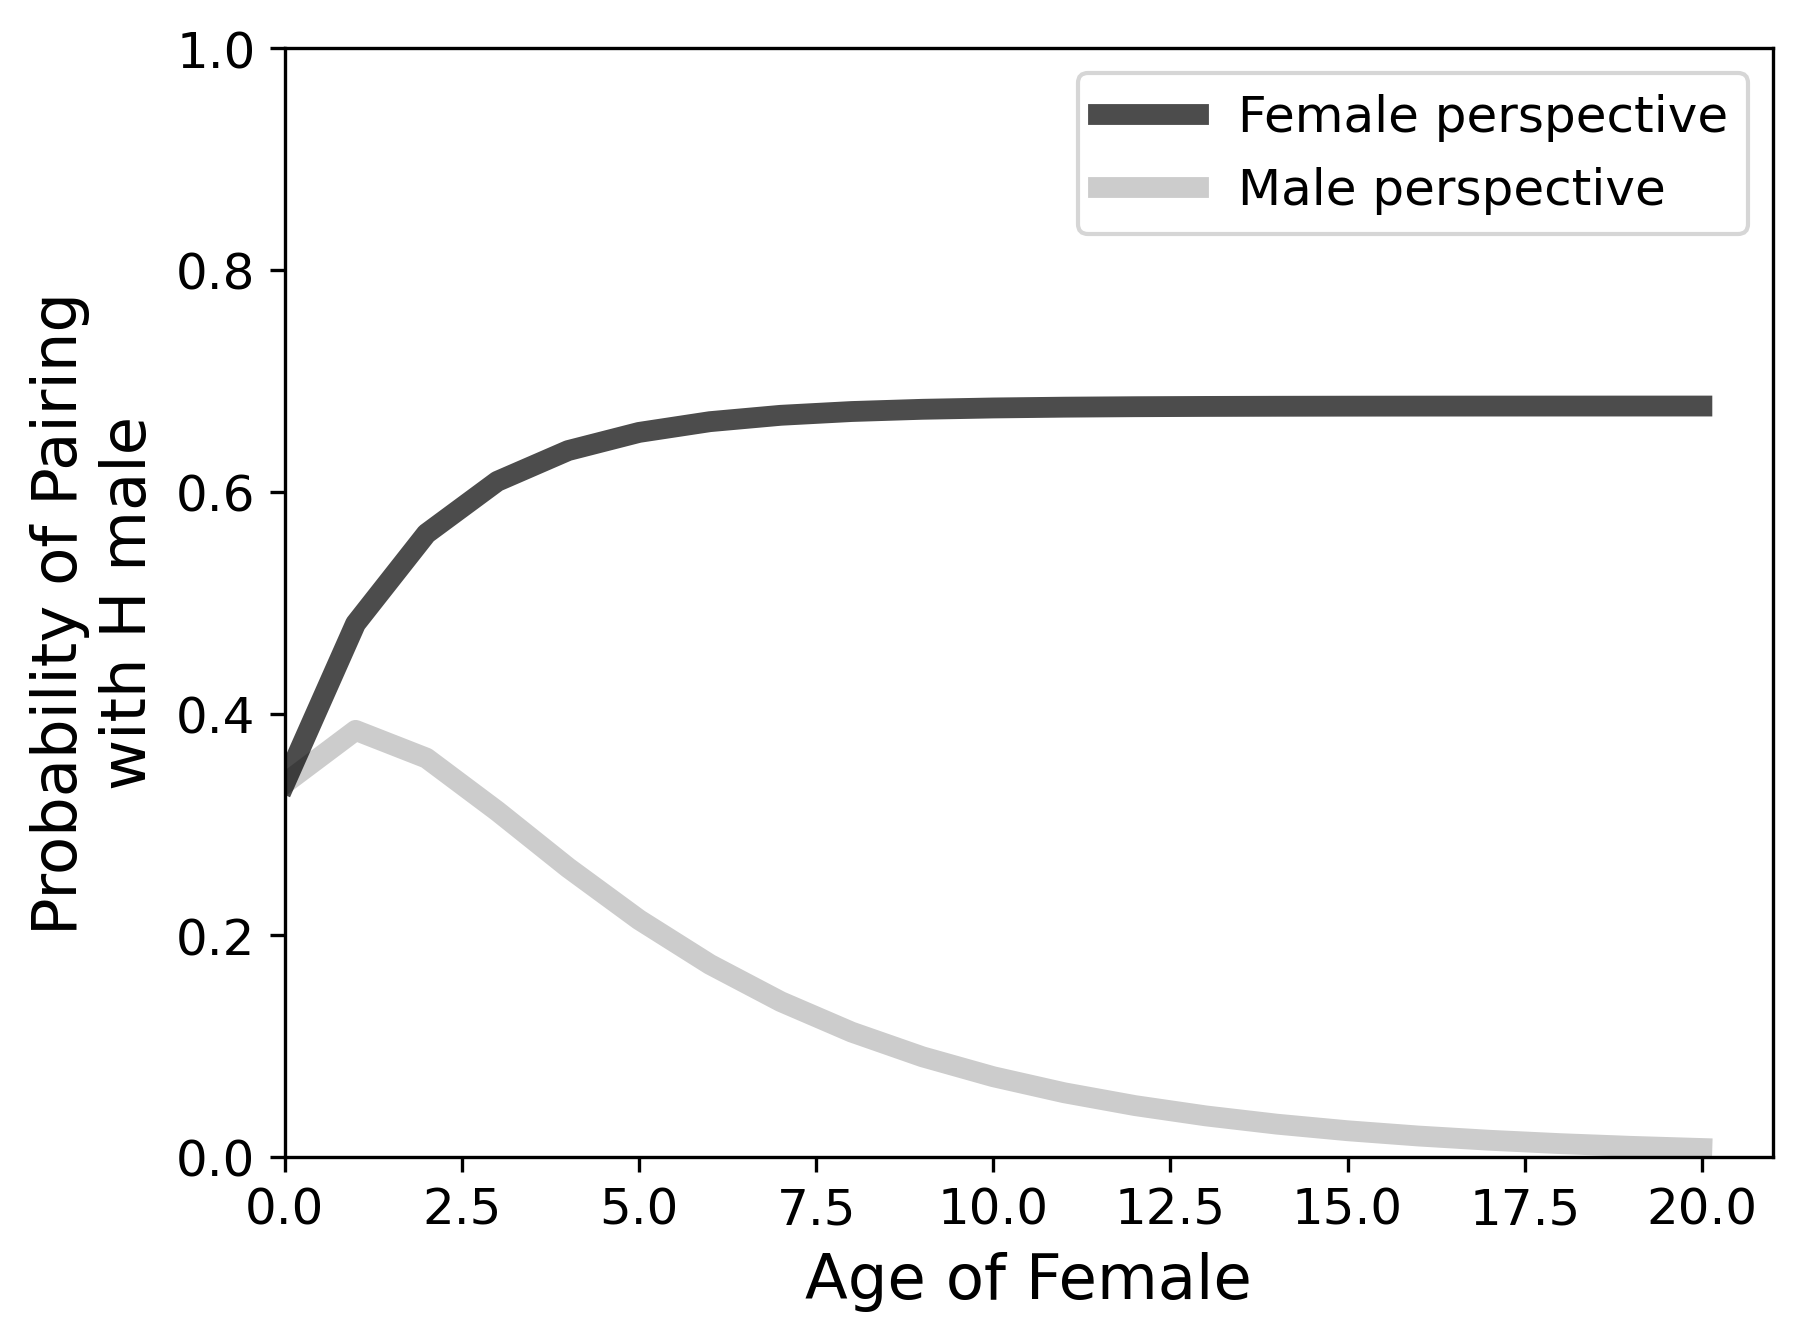 Probability of Pairing
with H male
1.0
0.8
0.6
0.4
0.2
0.0
Female perspective
Male perspective
0.0 2.5 5.0 7.5 10.0 12.5 15.0 17.5 20.0
Age of Female